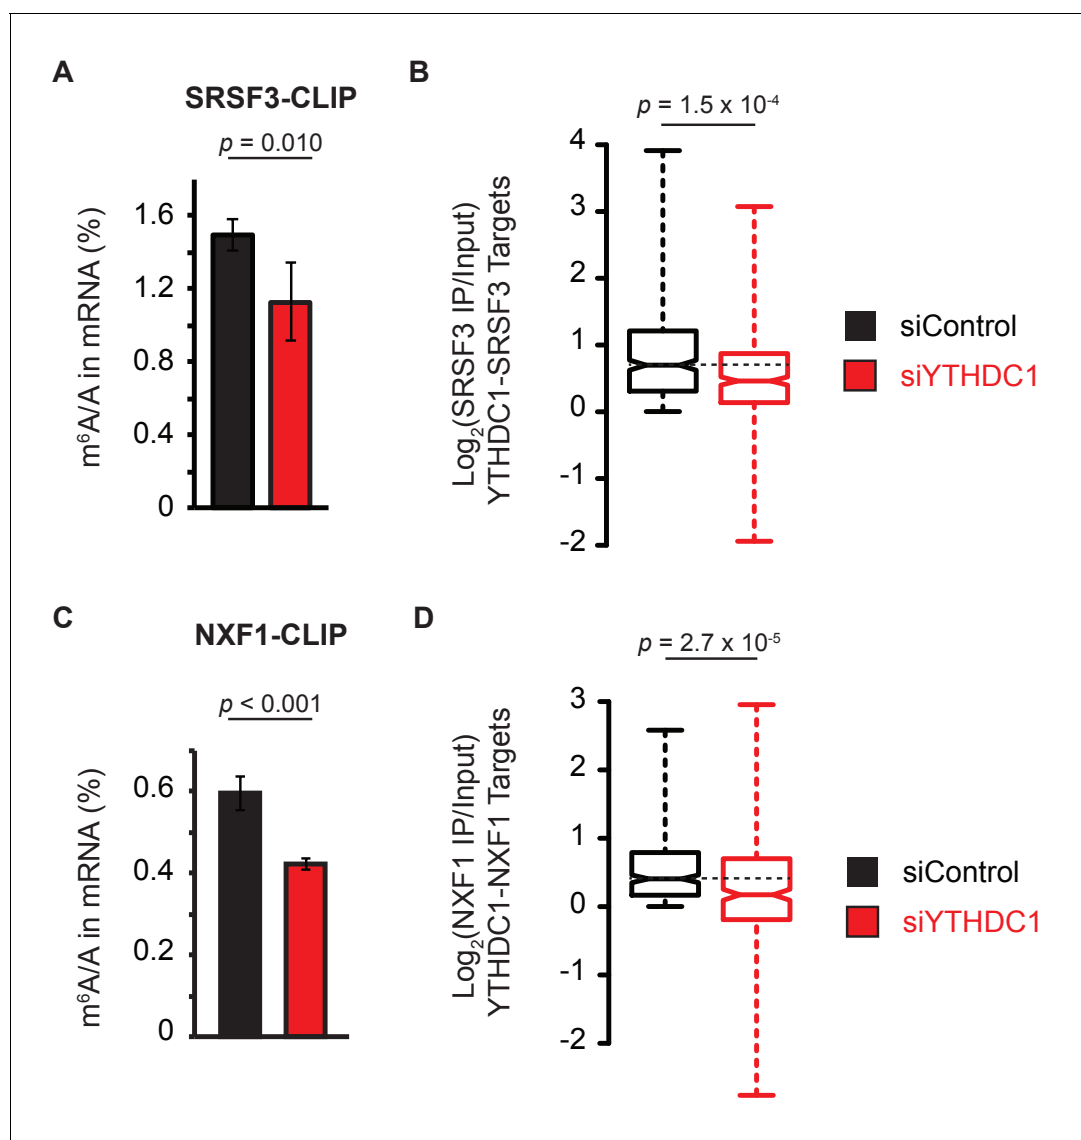 A
SRSF3-CLIP
p = 0.010
m⁶A/A in mRNA (%)
1.6
1.2
0.8
0.4
0
B
p = 1.5 x 10⁻⁴
Log₂(SRSF3 IP/Input)
YTHDC1-SRSF3 Targets
4
3
2
1
0
-1
-2
siControl
siYTHDC1
C
NXF1-CLIP
p < 0.001
m⁶A/A in mRNA (%)
0.6
0.4
0.2
0
D
p = 2.7 x 10⁻⁵
Log₂(NXF1 IP/Input)
YTHDC1-NXF1 Targets
3
2
1
0
-1
-2
siControl
siYTHDC1